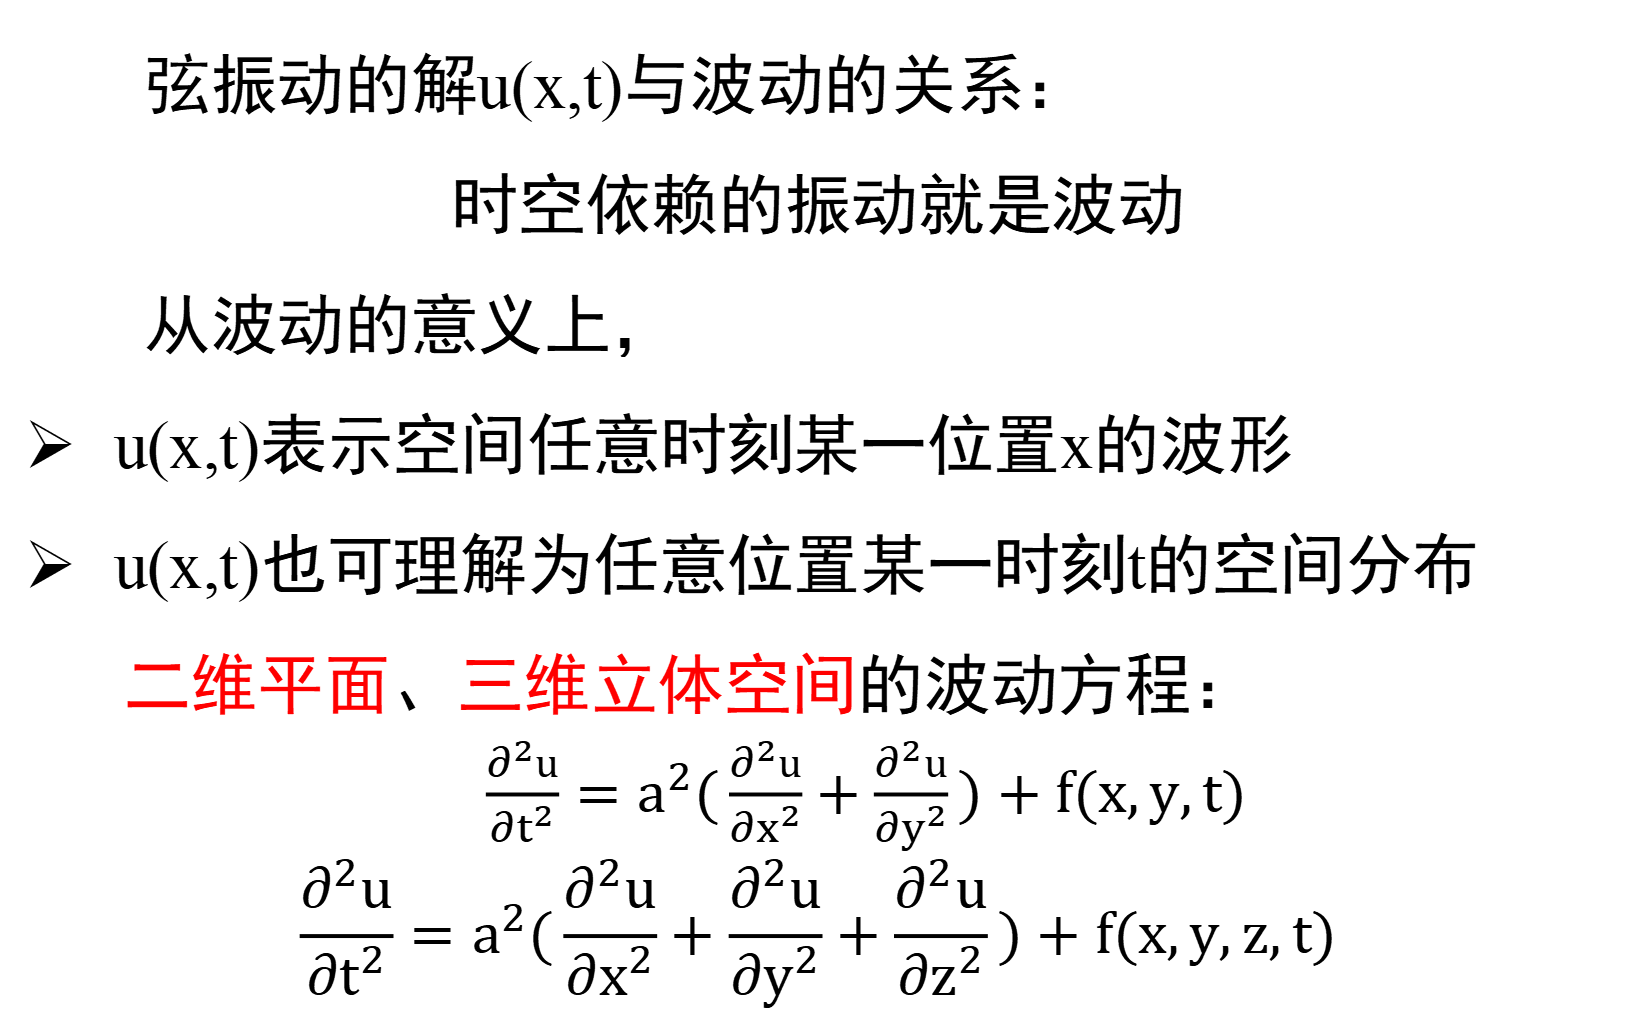 弦振动的解u(x,t)与波动的关系：
时空依赖的振动就是波动
从波动的意义上，
➢ u(x,t)表示空间任意时刻某一位置x的波形
➢ u(x,t)也可理解为任意位置某一时刻t的空间分布
二维平面、三维立体空间的波动方程：
∂²u/∂t² = a²(∂²u/∂x² + ∂²u/∂y²) + f(x, y, t)
∂²u/∂t² = a²(∂²u/∂x² + ∂²u/∂y² + ∂²u/∂z²) + f(x, y, z, t)